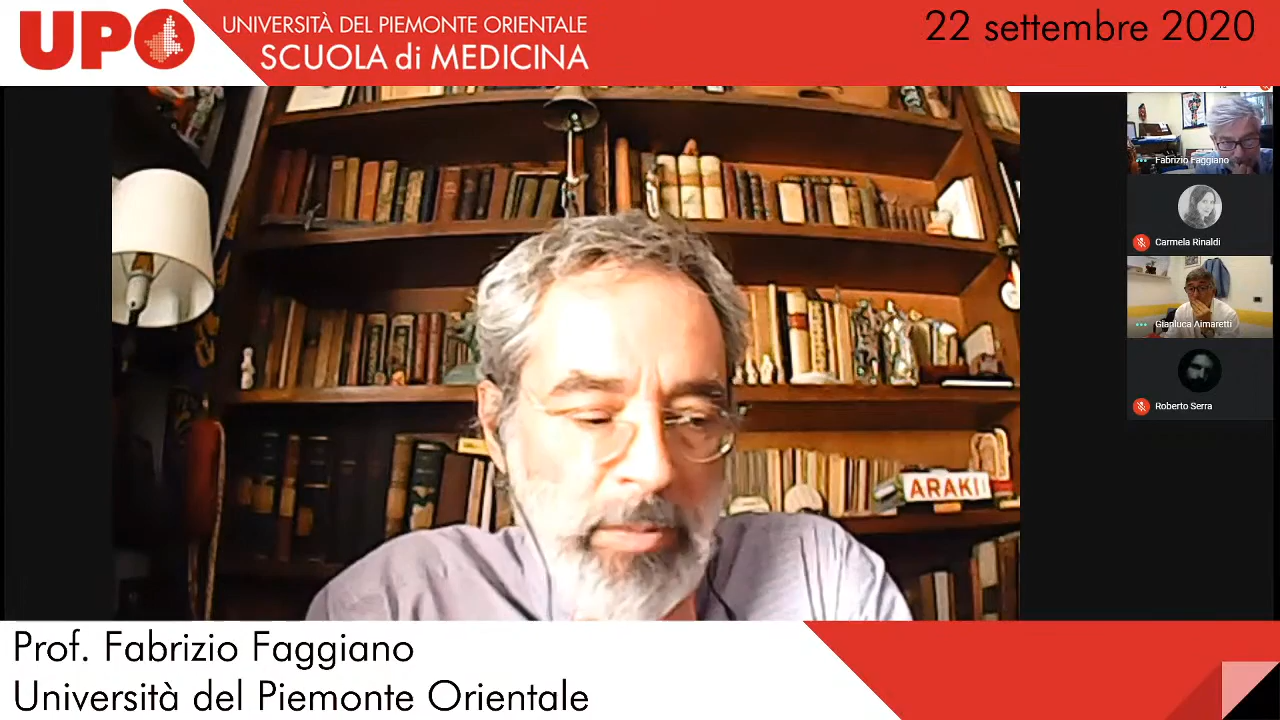 UPO
UNIVERSITÀ DEL PIEMONTE ORIENTALE
SCUOLA di MEDICINA
22 settembre 2020
Fabrizio Faggiano
Carmela Rinaldi
Gianluca Aimaretti
Roberto Serra
ARAKI
Prof. Fabrizio Faggiano
Università del Piemonte Orientale